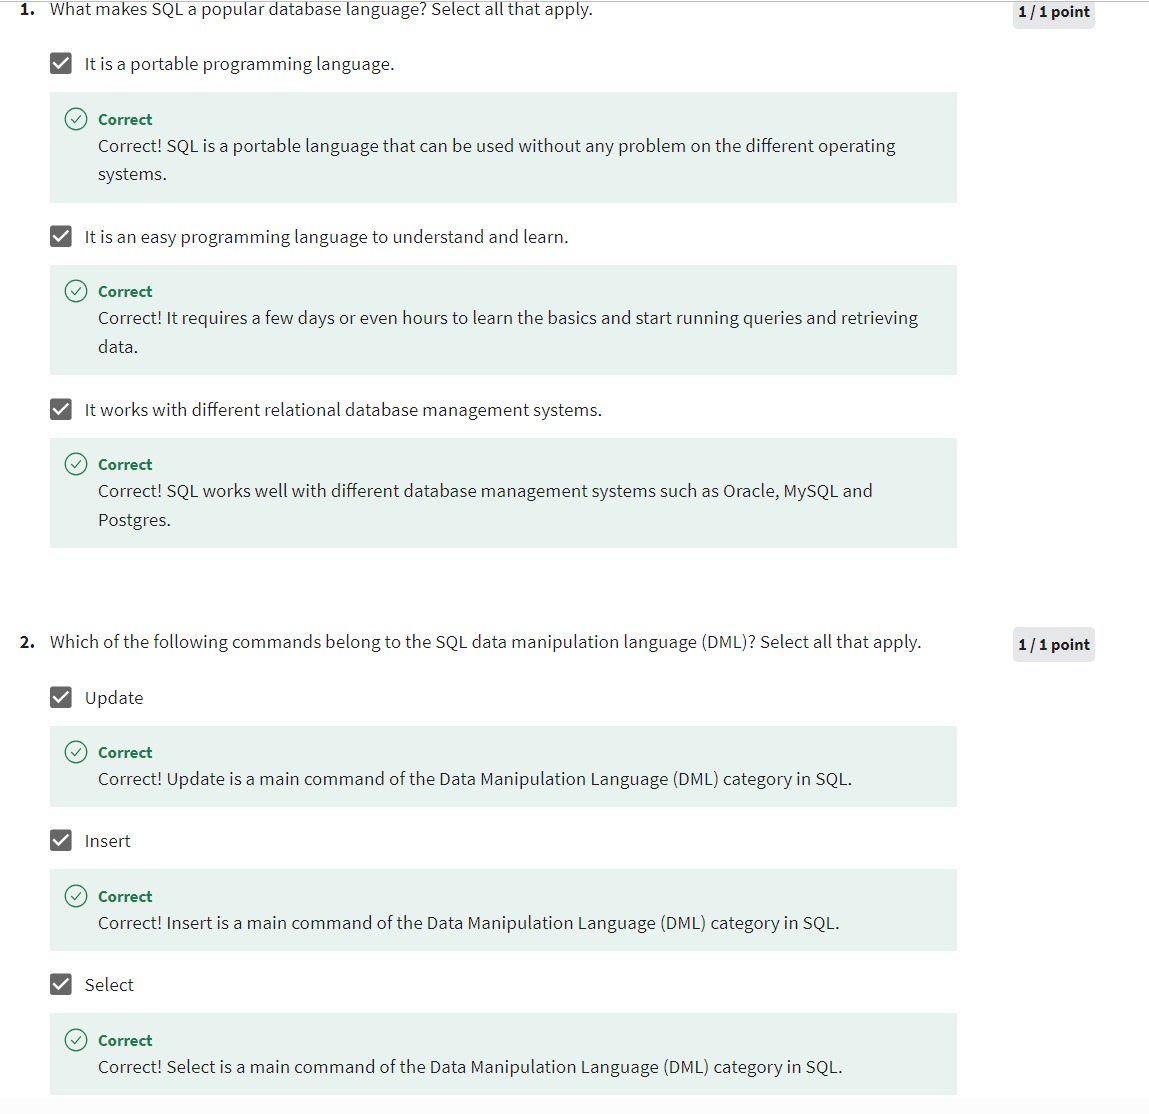 1. What makes SQL a popular database language? Select all that apply.
1 / 1 point
It is a portable programming language.
Correct
Correct! SQL is a portable language that can be used without any problem on the different operating
systems.
It is an easy programming language to understand and learn.
Correct
Correct! It requires a few days or even hours to learn the basics and start running queries and retrieving
data.
It works with different relational database management systems.
Correct
Correct! SQL works well with different database management systems such as Oracle, MySQL and
Postgres.
2. Which of the following commands belong to the SQL data manipulation language (DML)? Select all that apply.
1 / 1 point
Update
Correct
Correct! Update is a main command of the Data Manipulation Language (DML) category in SQL.
Insert
Correct
Correct! Insert is a main command of the Data Manipulation Language (DML) category in SQL.
Select
Correct
Correct! Select is a main command of the Data Manipulation Language (DML) category in SQL.